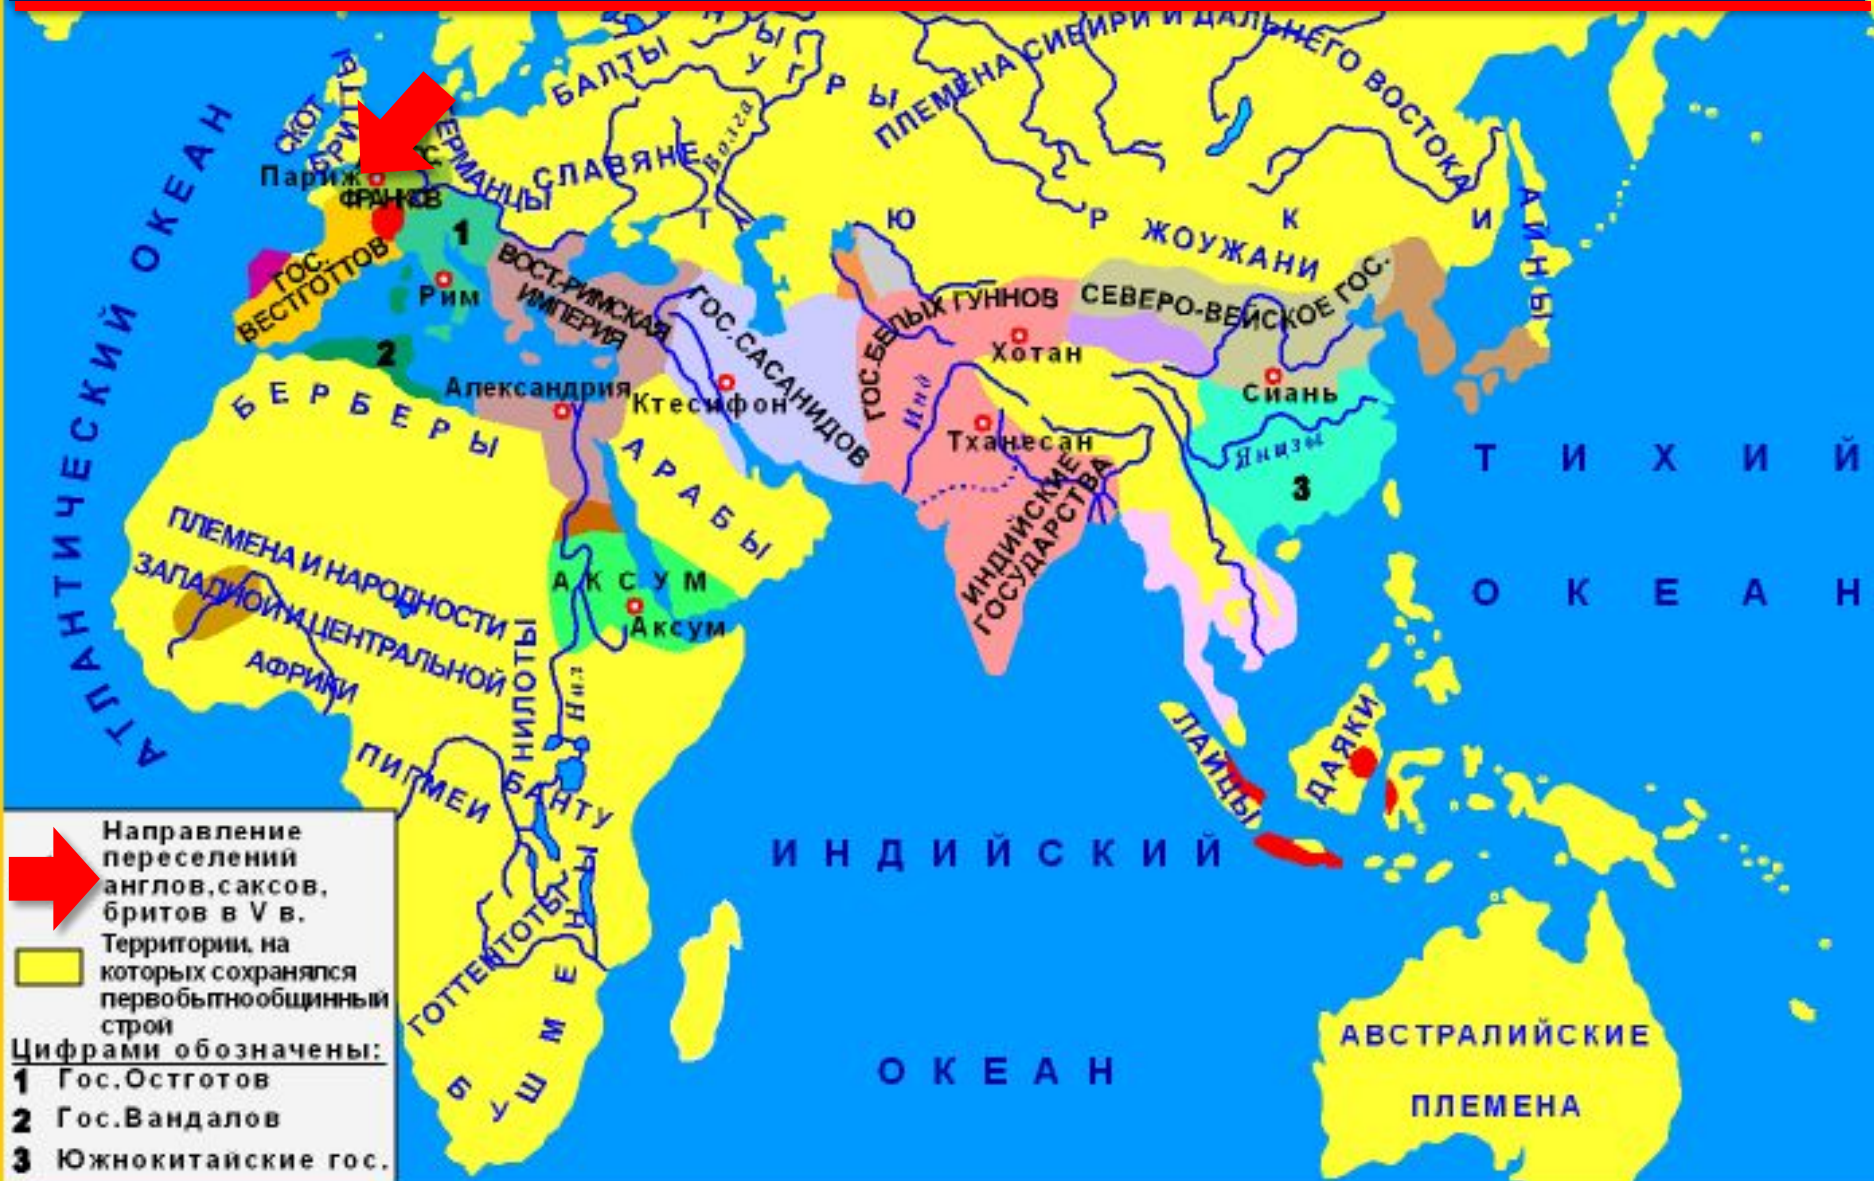 БАЛТЫ
УГРЫ
ПЛЕМЕНА СИБИРИ И ДАЛЬНЕГО ВОСТОКА
СКОТ
БРИТТЫ
ГЕРМАНЦЫ
СЛАВЯНЕ
Волга
Париж
ФРАНКОВ
ТЮРКИ
ЖОУЖАНИ
АЙНЫ
АТЛАНТИЧЕСКИЙ ОКЕАН
1
ГОС.
ВЕСТГОТТОВ
Рим
ВОСТ-РИМСКАЯ
ИМПЕРИЯ
ГОС.САСАНИДОВ
ГОС.БЕЛЫХ ГУННОВ
СЕВЕРО-ВЕЙСКОЕ ГОС.
Хотан
2
Александрия
Ктесифон
Инд
Сиань
Тханесан
Янцзы
БЕРБЕРЫ
АРАБЫ
ТИХИЙ
ОКЕАН
3
ИНДИЙСКИЕ
ГОСУДАРСТВА
ПЛЕМЕНА И НАРОДНОСТИ
ЗАПАДНОЙ И ЦЕНТРАЛЬНОЙ
АФРИКИ
АКСУМ
Аксум
НИЛОТЫ
Нил
ПИГМЕИ
БАНТУ
ЛАЙЦЫ
ДАЯКИ
ИНДИЙСКИЙ
ОКЕАН
ГОТТЕНТОТЫ
БУШМЕНЫ
АВСТРАЛИЙСКИЕ
ПЛЕМЕНА
Направление
переселений
англов,саксов,
бритов в V в.
Территории, на
которых сохранялся
первобытнообщинный
строй
Цифрами обозначены:
1 Гос.Остготов
2 Гос.Вандалов
3 Южнокитайские гос.